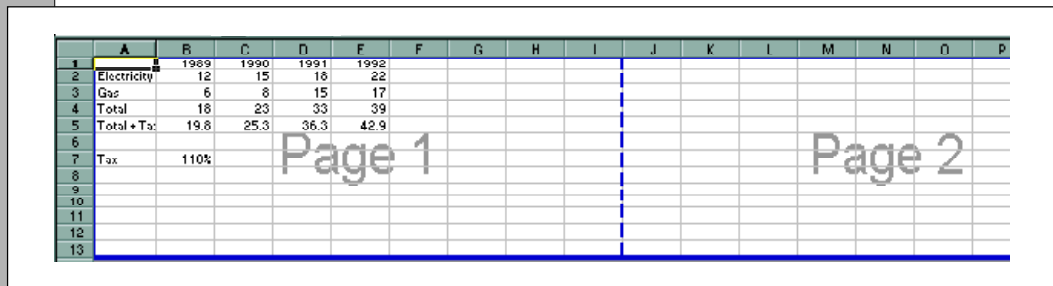 A B C D E F G H I J K L M N O P
1 1989 1990 1991 1992
2 Electricity 12 15 18 22
3 Gas 6 8 15 17
4 Total 18 23 33 39
5 Total + Ta 19.8 25.3 36.3 42.9
6
7 Tax 110%
Page 1 Page 2
8
9
10
11
12
13